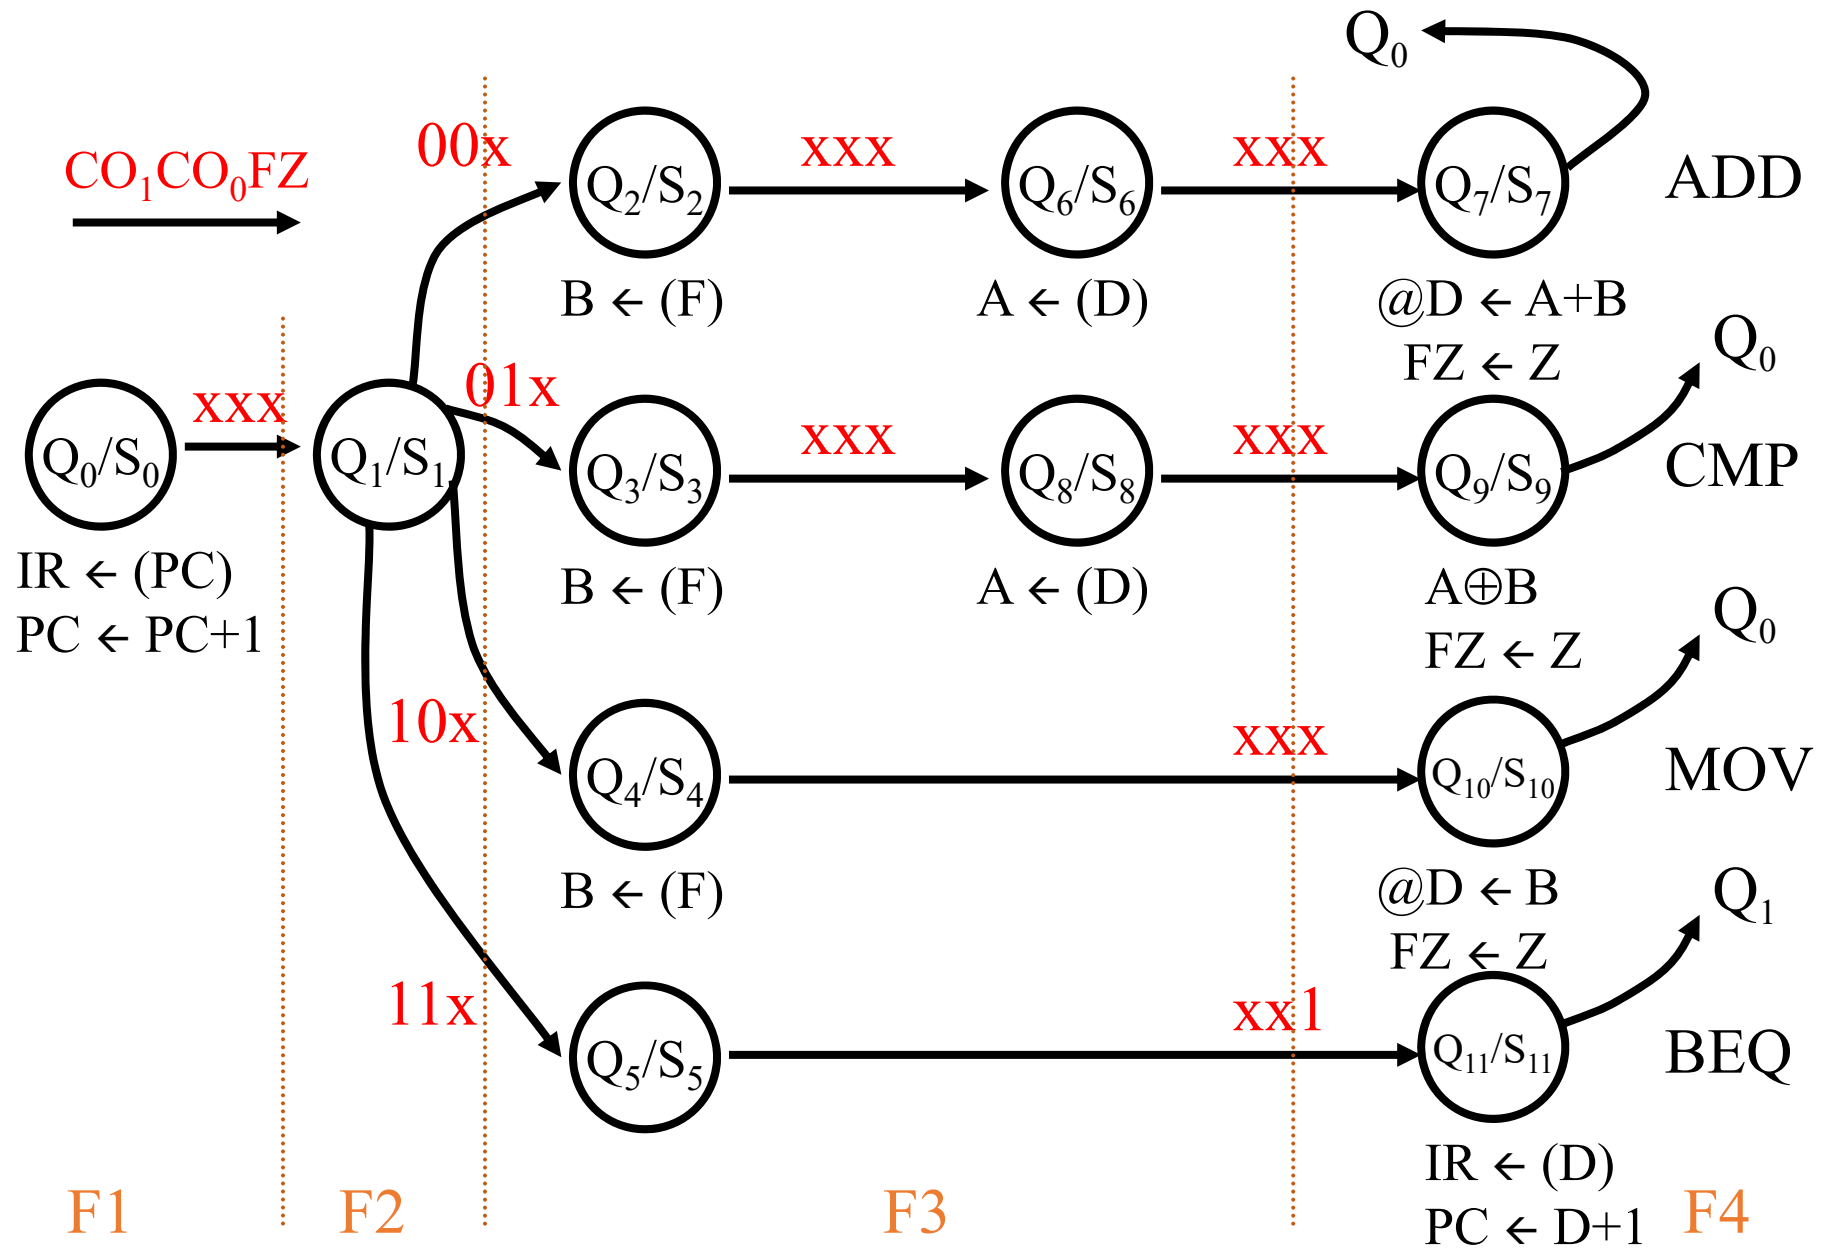 Q₀
CO₁CO₀FZ
00x
Q₂/S₂
xxx
Q₆/S₆
xxx
Q₇/S₇
ADD
B ← (F)
A ← (D)
@D ← A+B
FZ ← Z
Q₀
xxx
Q₀/S₀
Q₁/S₁
01x
Q₃/S₃
xxx
Q₈/S₈
xxx
Q₉/S₉
CMP
IR ← (PC)
PC ← PC+1
B ← (F)
A ← (D)
A⊕B
FZ ← Z
Q₀
10x
Q₄/S₄
xxx
Q₁₀/S₁₀
MOV
B ← (F)
@D ← B
FZ ← Z
Q₁
11x
Q₅/S₅
xx1
Q₁₁/S₁₁
BEQ
IR ← (D)
PC ← D+1
F1
F2
F3
F4